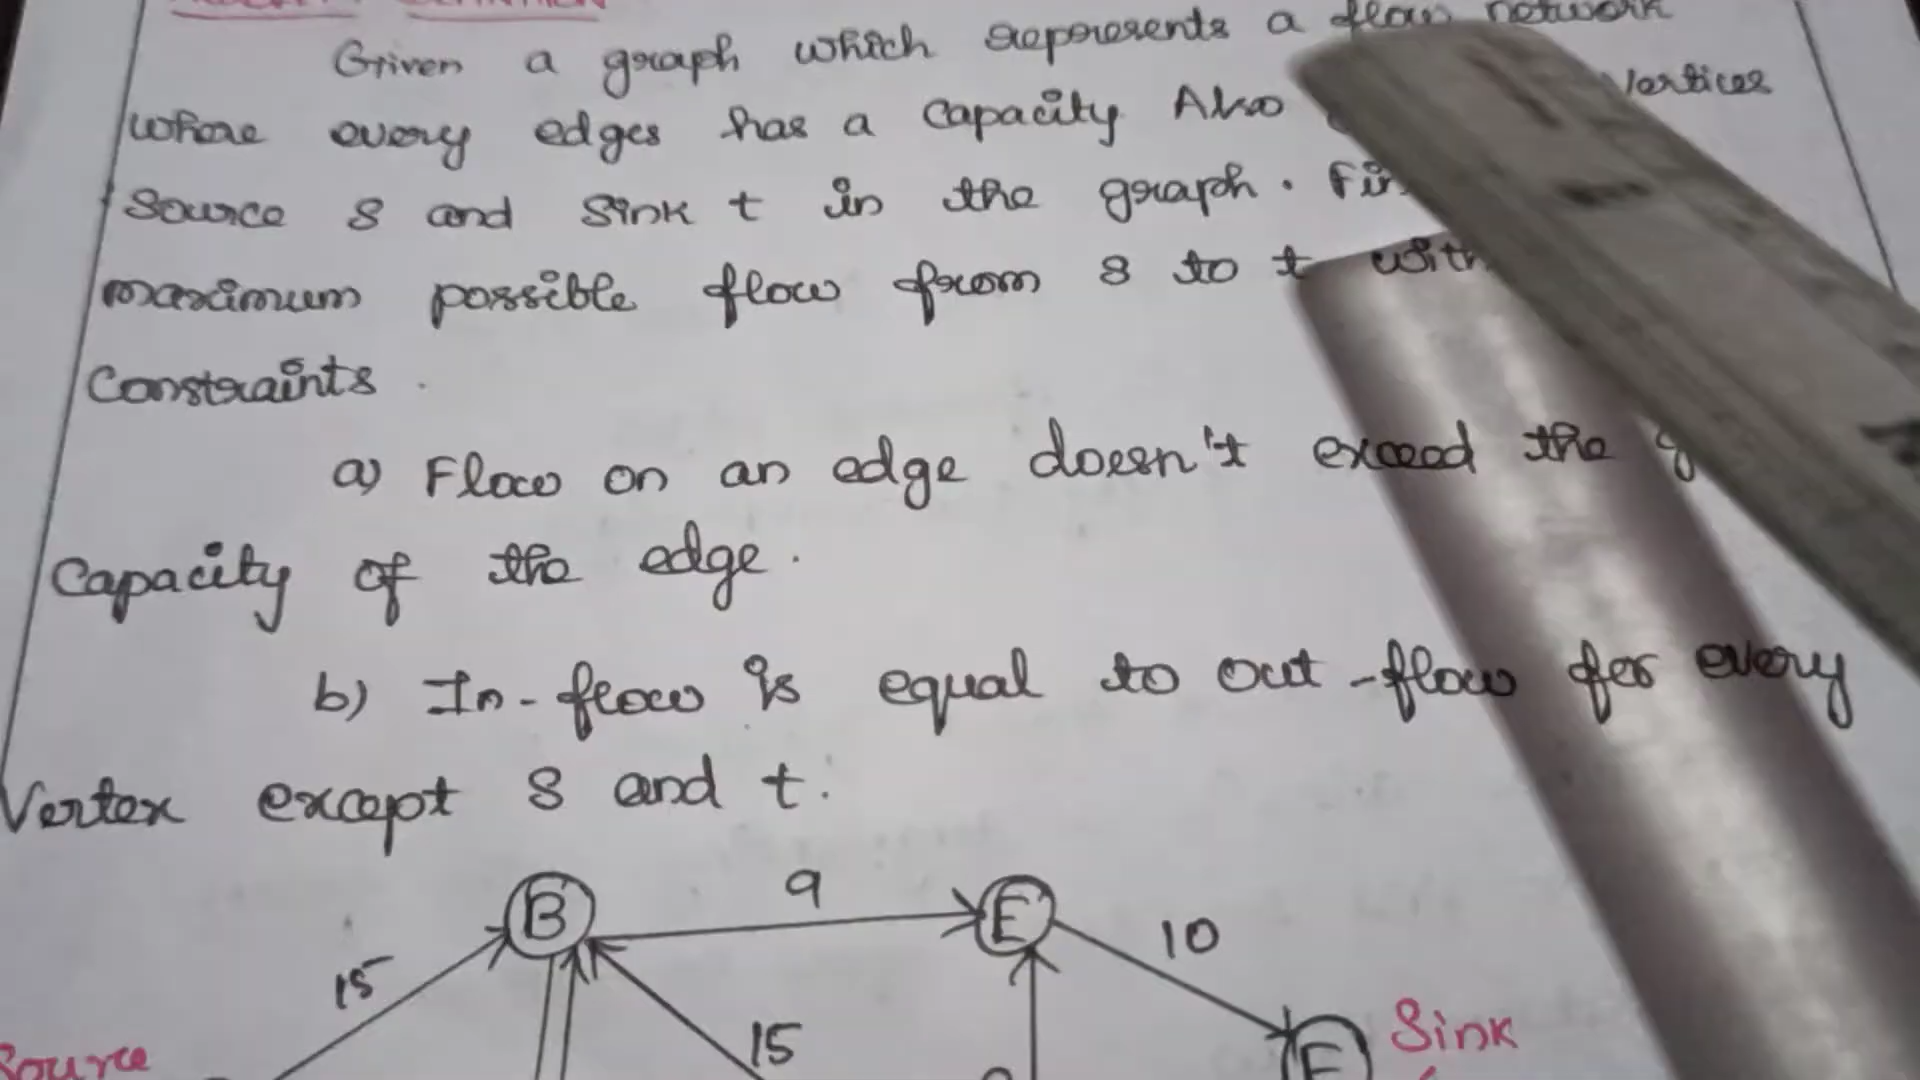 Given a graph which represents a flow network
where every edges has a capacity Also vertices
source s and sink t in the graph.
maximum possible flow from s to t
Constraints.
a) Flow on an edge doesn't exceed the
Capacity of the edge.
b) In-flow is equal to out-flow for every
Vertex except s and t.
B 9 E
15 10
15 Sink
Source